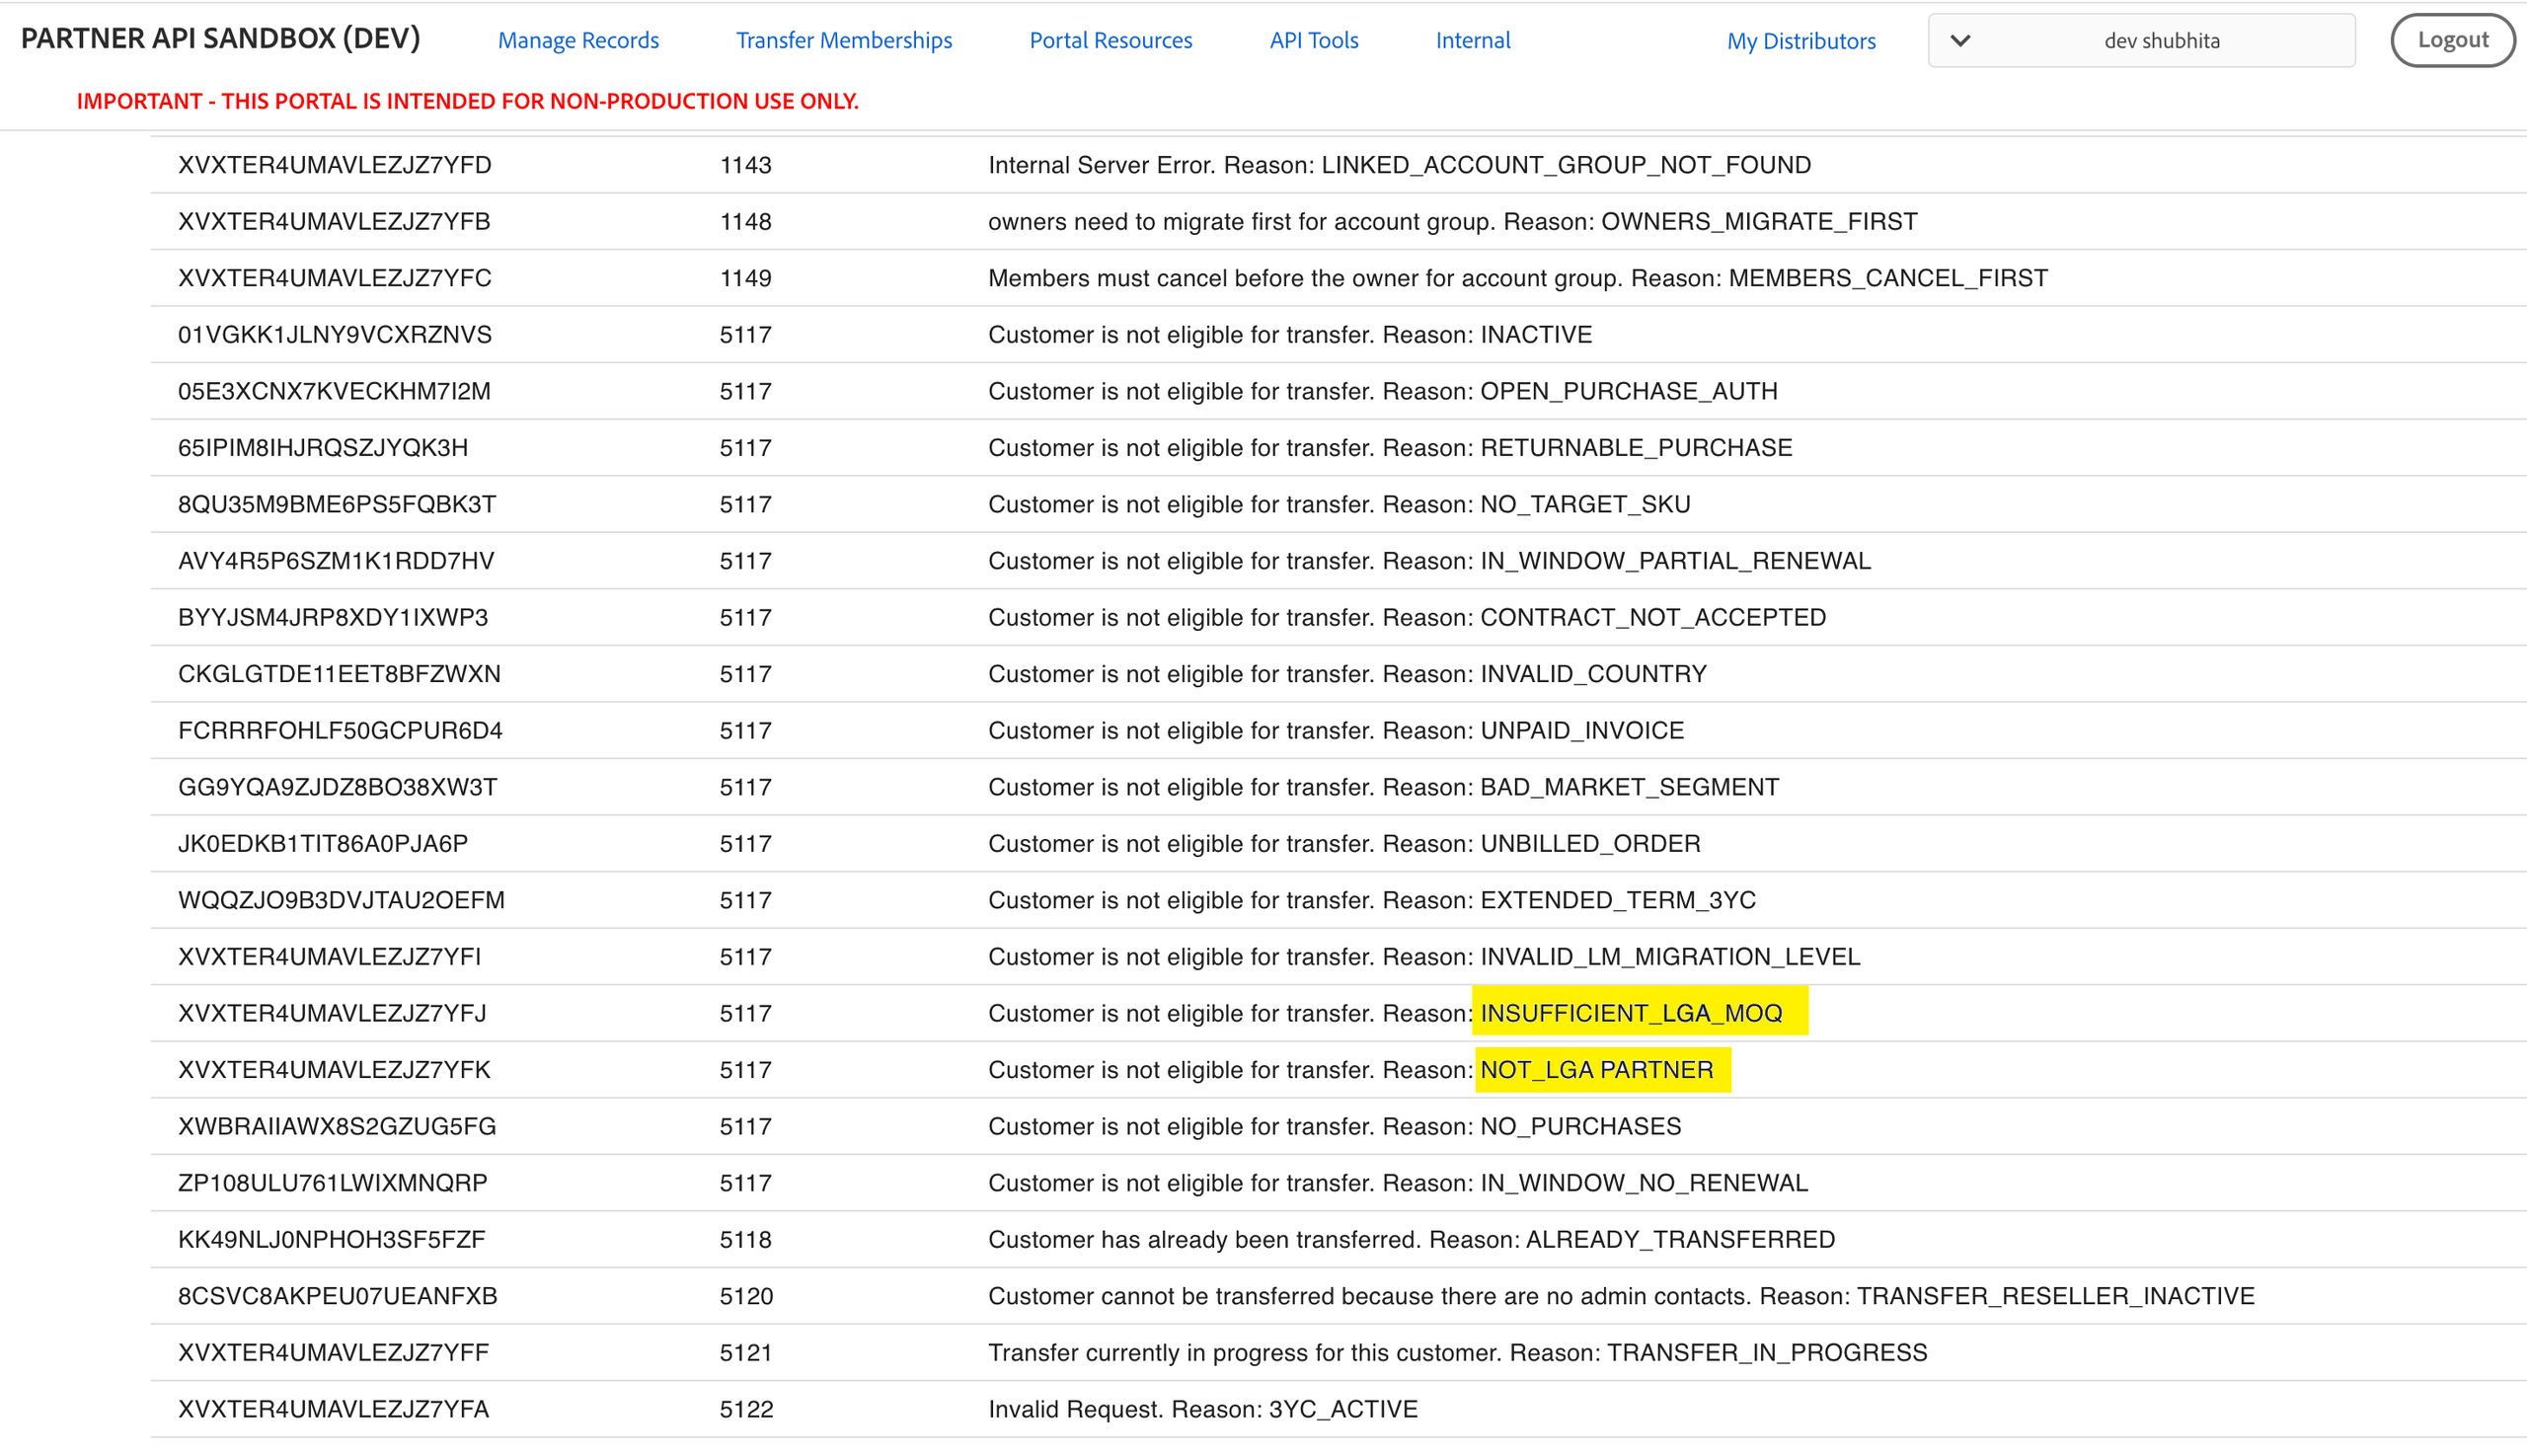 PARTNER API SANDBOX (DEV) Manage Records Transfer Memberships Portal Resources API Tools Internal My Distributors dev shubhita Logout
IMPORTANT - THIS PORTAL IS INTENDED FOR NON-PRODUCTION USE ONLY.
XVXTER4UMAVLEZJZ7YFD 1143 Internal Server Error. Reason: LINKED_ACCOUNT_GROUP_NOT_FOUND
XVXTER4UMAVLEZJZ7YFB 1148 owners need to migrate first for account group. Reason: OWNERS_MIGRATE_FIRST
XVXTER4UMAVLEZJZ7YFC 1149 Members must cancel before the owner for account group. Reason: MEMBERS_CANCEL_FIRST
01VGKK1JLNY9VCXRZNVS 5117 Customer is not eligible for transfer. Reason: INACTIVE
05E3XCNX7KVECKHM7I2M 5117 Customer is not eligible for transfer. Reason: OPEN_PURCHASE_AUTH
65IPIM8IHJRQSZJYQK3H 5117 Customer is not eligible for transfer. Reason: RETURNABLE_PURCHASE
8QU35M9BME6PS5FQBK3T 5117 Customer is not eligible for transfer. Reason: NO_TARGET_SKU
AVY4R5P6SZM1K1RDD7HV 5117 Customer is not eligible for transfer. Reason: IN_WINDOW_PARTIAL_RENEWAL
BYYJSM4JRP8XDY1IXWP3 5117 Customer is not eligible for transfer. Reason: CONTRACT_NOT_ACCEPTED
CKGLGTDE11EET8BFZWXN 5117 Customer is not eligible for transfer. Reason: INVALID_COUNTRY
FCRRRFOHLF50GCPUR6D4 5117 Customer is not eligible for transfer. Reason: UNPAID_INVOICE
GG9YQA9ZJDZ8BO38XW3T 5117 Customer is not eligible for transfer. Reason: BAD_MARKET_SEGMENT
JK0EDKB1TIT86A0PJA6P 5117 Customer is not eligible for transfer. Reason: UNBILLED_ORDER
WQQZJO9B3DVJTAU2OEFM 5117 Customer is not eligible for transfer. Reason: EXTENDED_TERM_3YC
XVXTER4UMAVLEZJZ7YFI 5117 Customer is not eligible for transfer. Reason: INVALID_LM_MIGRATION_LEVEL
XVXTER4UMAVLEZJZ7YFJ 5117 Customer is not eligible for transfer. Reason: INSUFFICIENT_LGA_MOQ
XVXTER4UMAVLEZJZ7YFK 5117 Customer is not eligible for transfer. Reason: NOT_LGA PARTNER
XWBRAIIAWX8S2GZUG5FG 5117 Customer is not eligible for transfer. Reason: NO_PURCHASES
ZP108ULU761LWIXMNQRP 5117 Customer is not eligible for transfer. Reason: IN_WINDOW_NO_RENEWAL
KK49NLJ0NPHOH3SF5FZF 5118 Customer has already been transferred. Reason: ALREADY_TRANSFERRED
8CSVC8AKPEU07UEANFXB 5120 Customer cannot be transferred because there are no admin contacts. Reason: TRANSFER_RESELLER_INACTIVE
XVXTER4UMAVLEZJZ7YFF 5121 Transfer currently in progress for this customer. Reason: TRANSFER_IN_PROGRESS
XVXTER4UMAVLEZJZ7YFA 5122 Invalid Request. Reason: 3YC_ACTIVE